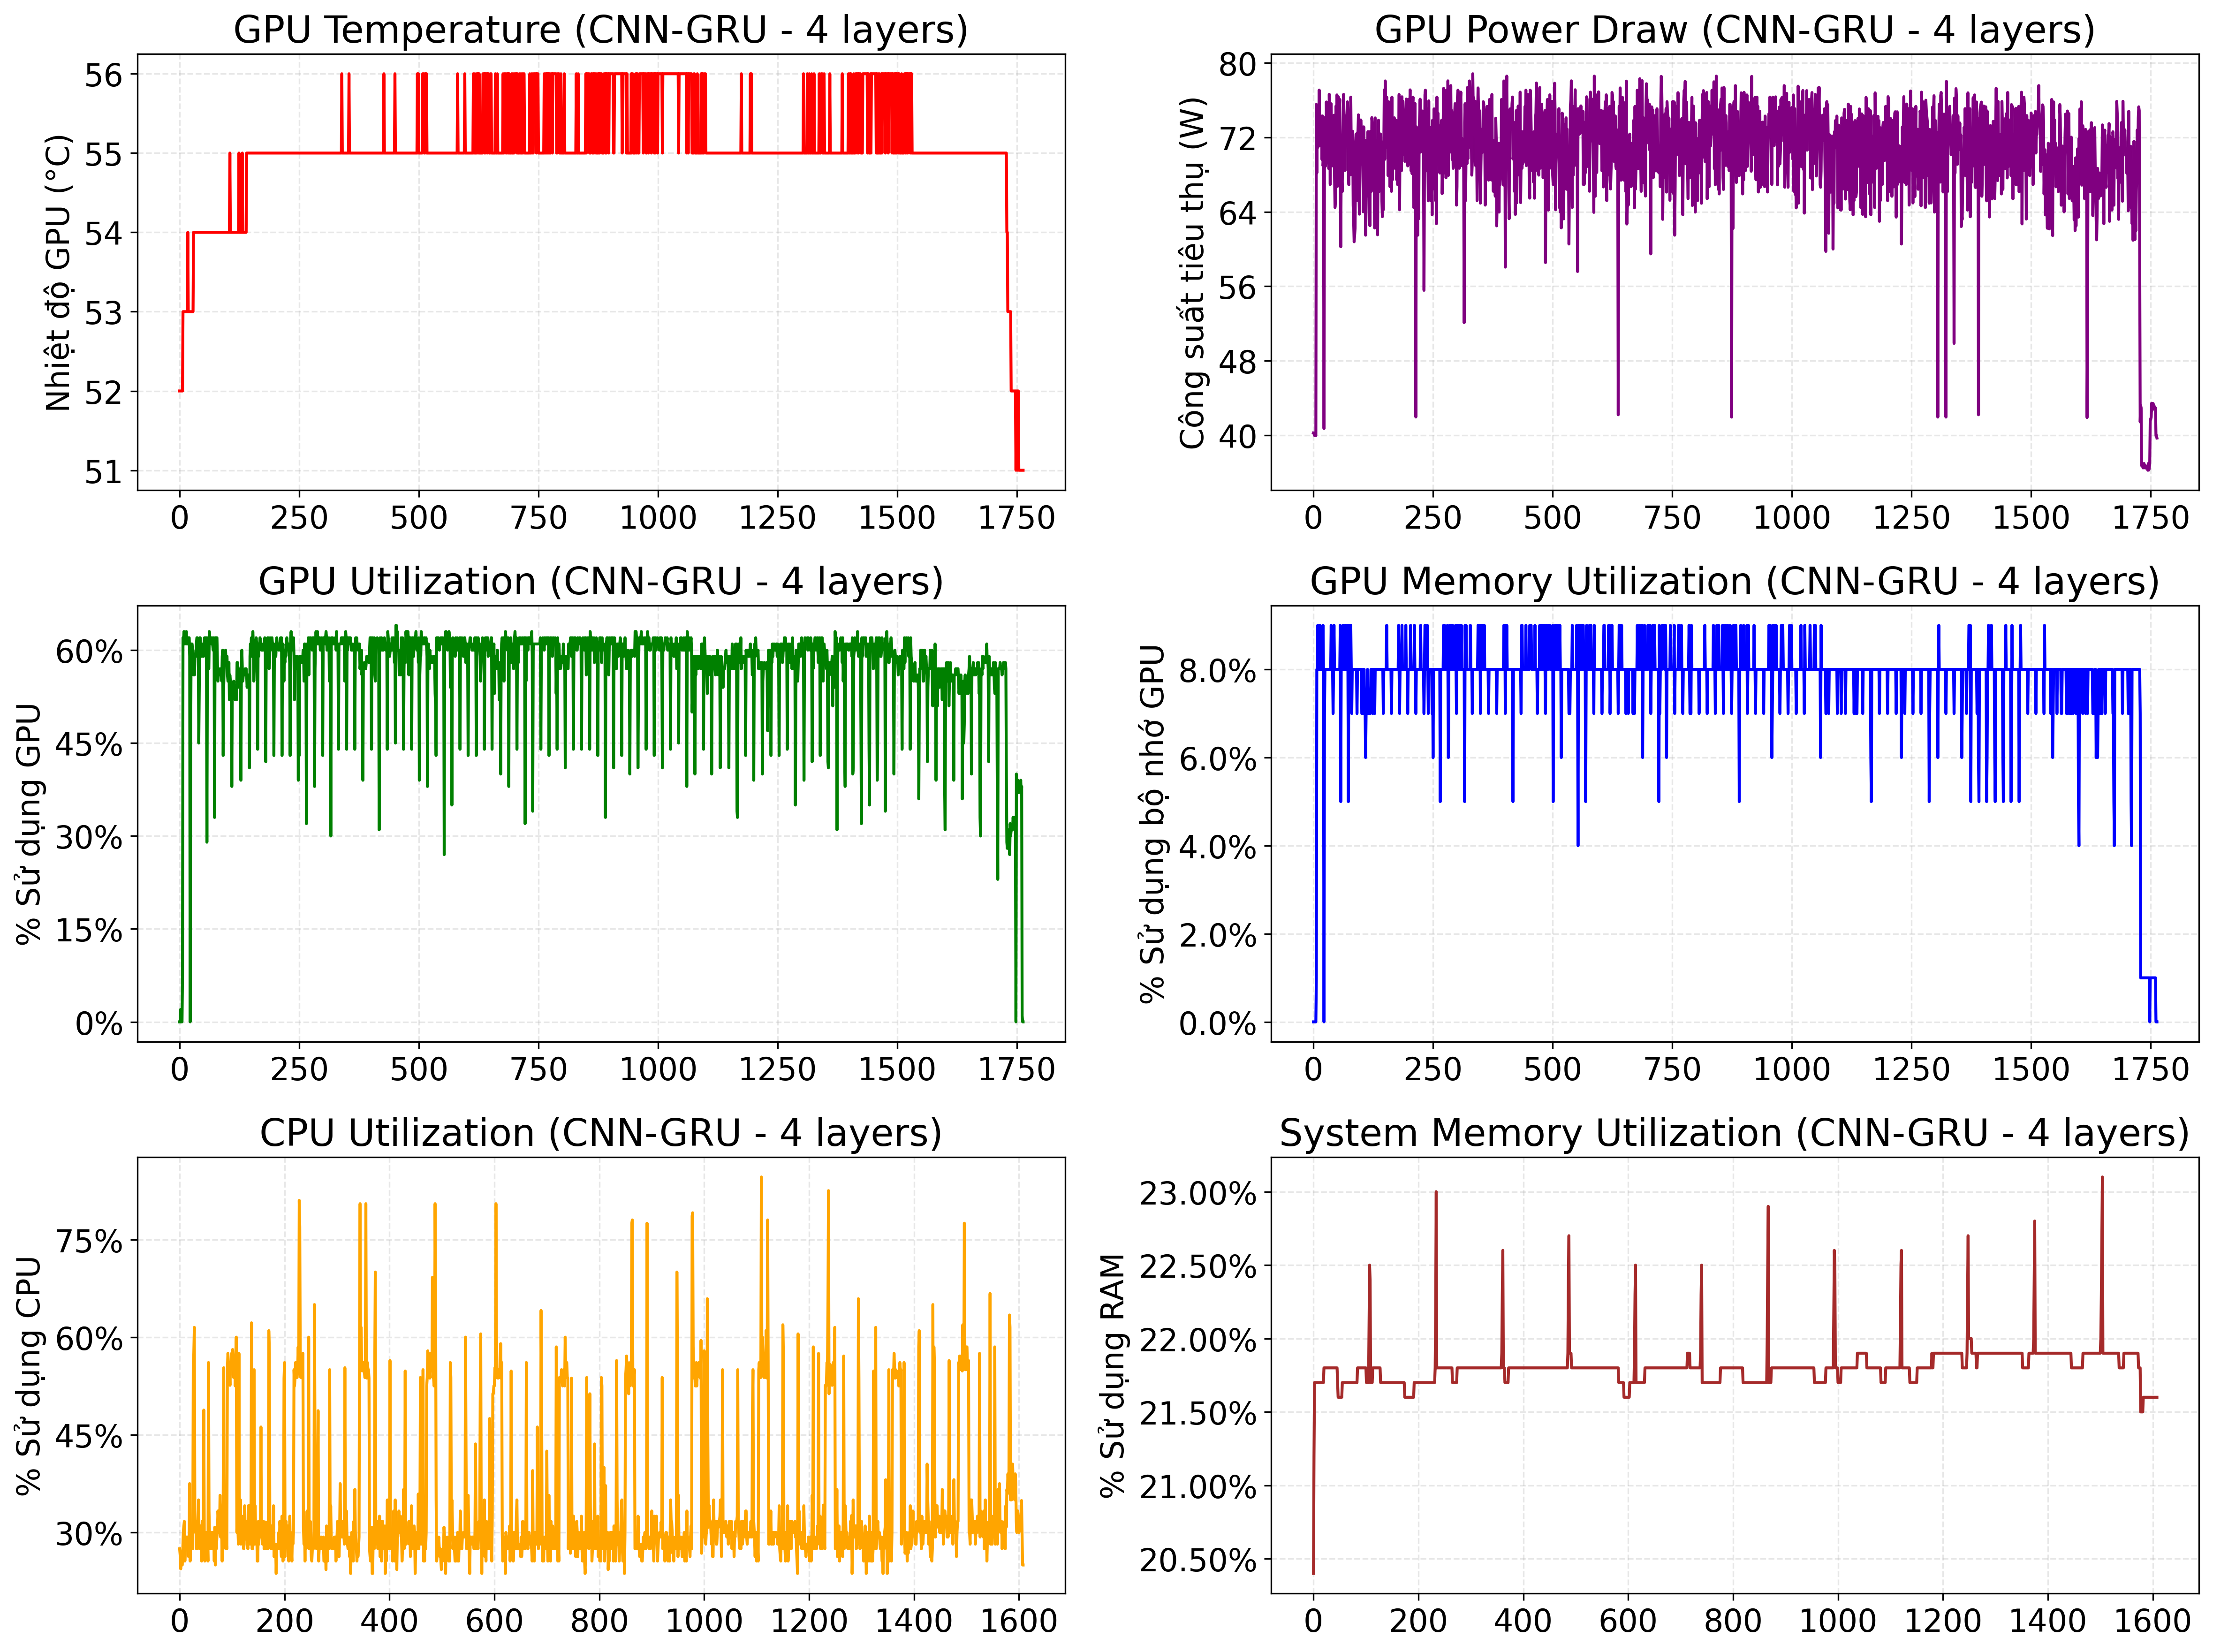 GPU Temperature (CNN-GRU - 4 layers)
Nhiệt độ GPU (°C)
56
55
54
53
52
51
0 250 500 750 1000 1250 1500 1750
GPU Power Draw (CNN-GRU - 4 layers)
Công suất tiêu thụ (W)
80
72
64
56
48
40
0 250 500 750 1000 1250 1500 1750
GPU Utilization (CNN-GRU - 4 layers)
% Sử dụng GPU
60%
45%
30%
15%
0%
0 250 500 750 1000 1250 1500 1750
GPU Memory Utilization (CNN-GRU - 4 layers)
% Sử dụng bộ nhớ GPU
8.0%
6.0%
4.0%
2.0%
0.0%
0 250 500 750 1000 1250 1500 1750
CPU Utilization (CNN-GRU - 4 layers)
% Sử dụng CPU
75%
60%
45%
30%
0 200 400 600 800 1000 1200 1400 1600
System Memory Utilization (CNN-GRU - 4 layers)
% Sử dụng RAM
23.00%
22.50%
22.00%
21.50%
21.00%
20.50%
0 200 400 600 800 1000 1200 1400 1600